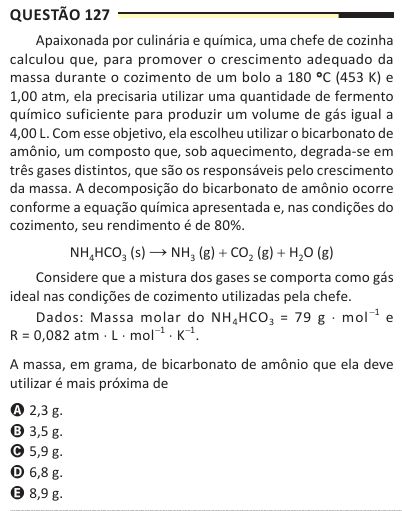 QUESTÃO 127
Apaixonada por culinária e química, uma chefe de cozinha
calculou que, para promover o crescimento adequado da
massa durante o cozimento de um bolo a 180 ºC (453 K) e
1,00 atm, ela precisaria utilizar uma quantidade de fermento
químico suficiente para produzir um volume de gás igual a
4,00 L. Com esse objetivo, ela escolheu utilizar o bicarbonato de
amônio, um composto que, sob aquecimento, degrada-se em
três gases distintos, que são os responsáveis pelo crescimento
da massa. A decomposição do bicarbonato de amônio ocorre
conforme a equação química apresentada e, nas condições do
cozimento, seu rendimento é de 80%.
NH₄HCO₃ (s) → NH₃ (g) + CO₂ (g) + H₂O (g)
Considere que a mistura dos gases se comporta como gás
ideal nas condições de cozimento utilizadas pela chefe.
Dados: Massa molar do NH₄HCO₃ = 79 g · mol⁻¹ e
R = 0,082 atm · L · mol⁻¹ · K⁻¹.
A massa, em grama, de bicarbonato de amônio que ela deve
utilizar é mais próxima de
A 2,3 g.
B 3,5 g.
C 5,9 g.
D 6,8 g.
E 8,9 g.